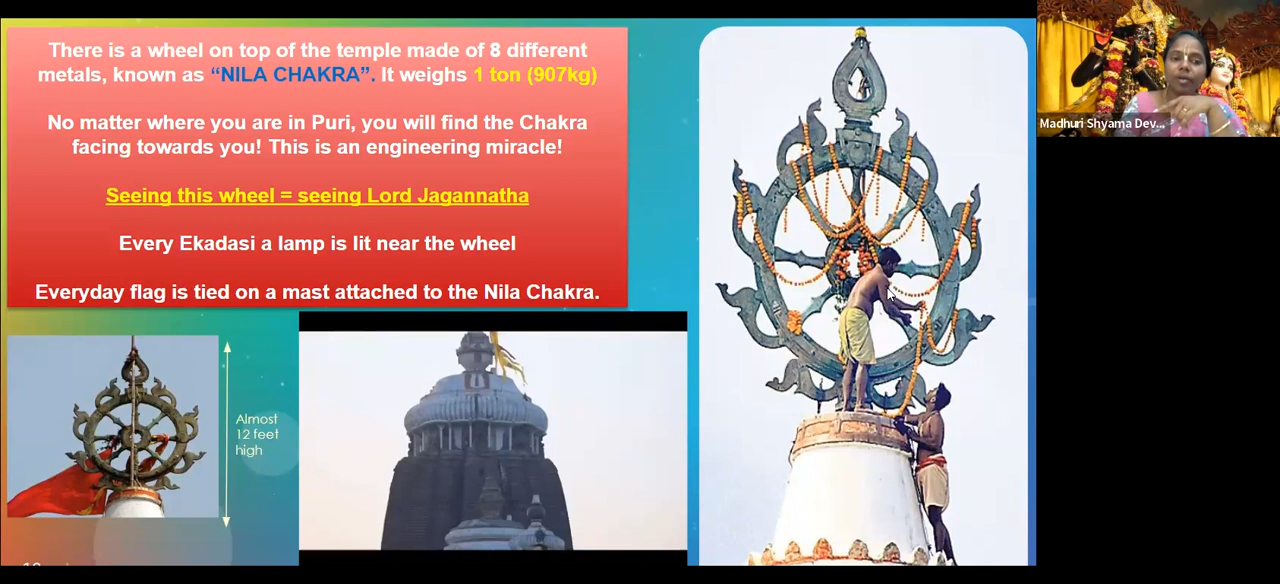 There is a wheel on top of the temple made of 8 different
metals, known as “NILA CHAKRA”. It weighs 1 ton (907kg)
No matter where you are in Puri, you will find the Chakra
facing towards you! This is an engineering miracle!
Seeing this wheel = seeing Lord Jagannatha
Every Ekadasi a lamp is lit near the wheel
Everyday flag is tied on a mast attached to the Nila Chakra.
Almost
12 feet
high
Madhuri Shyama Dev...